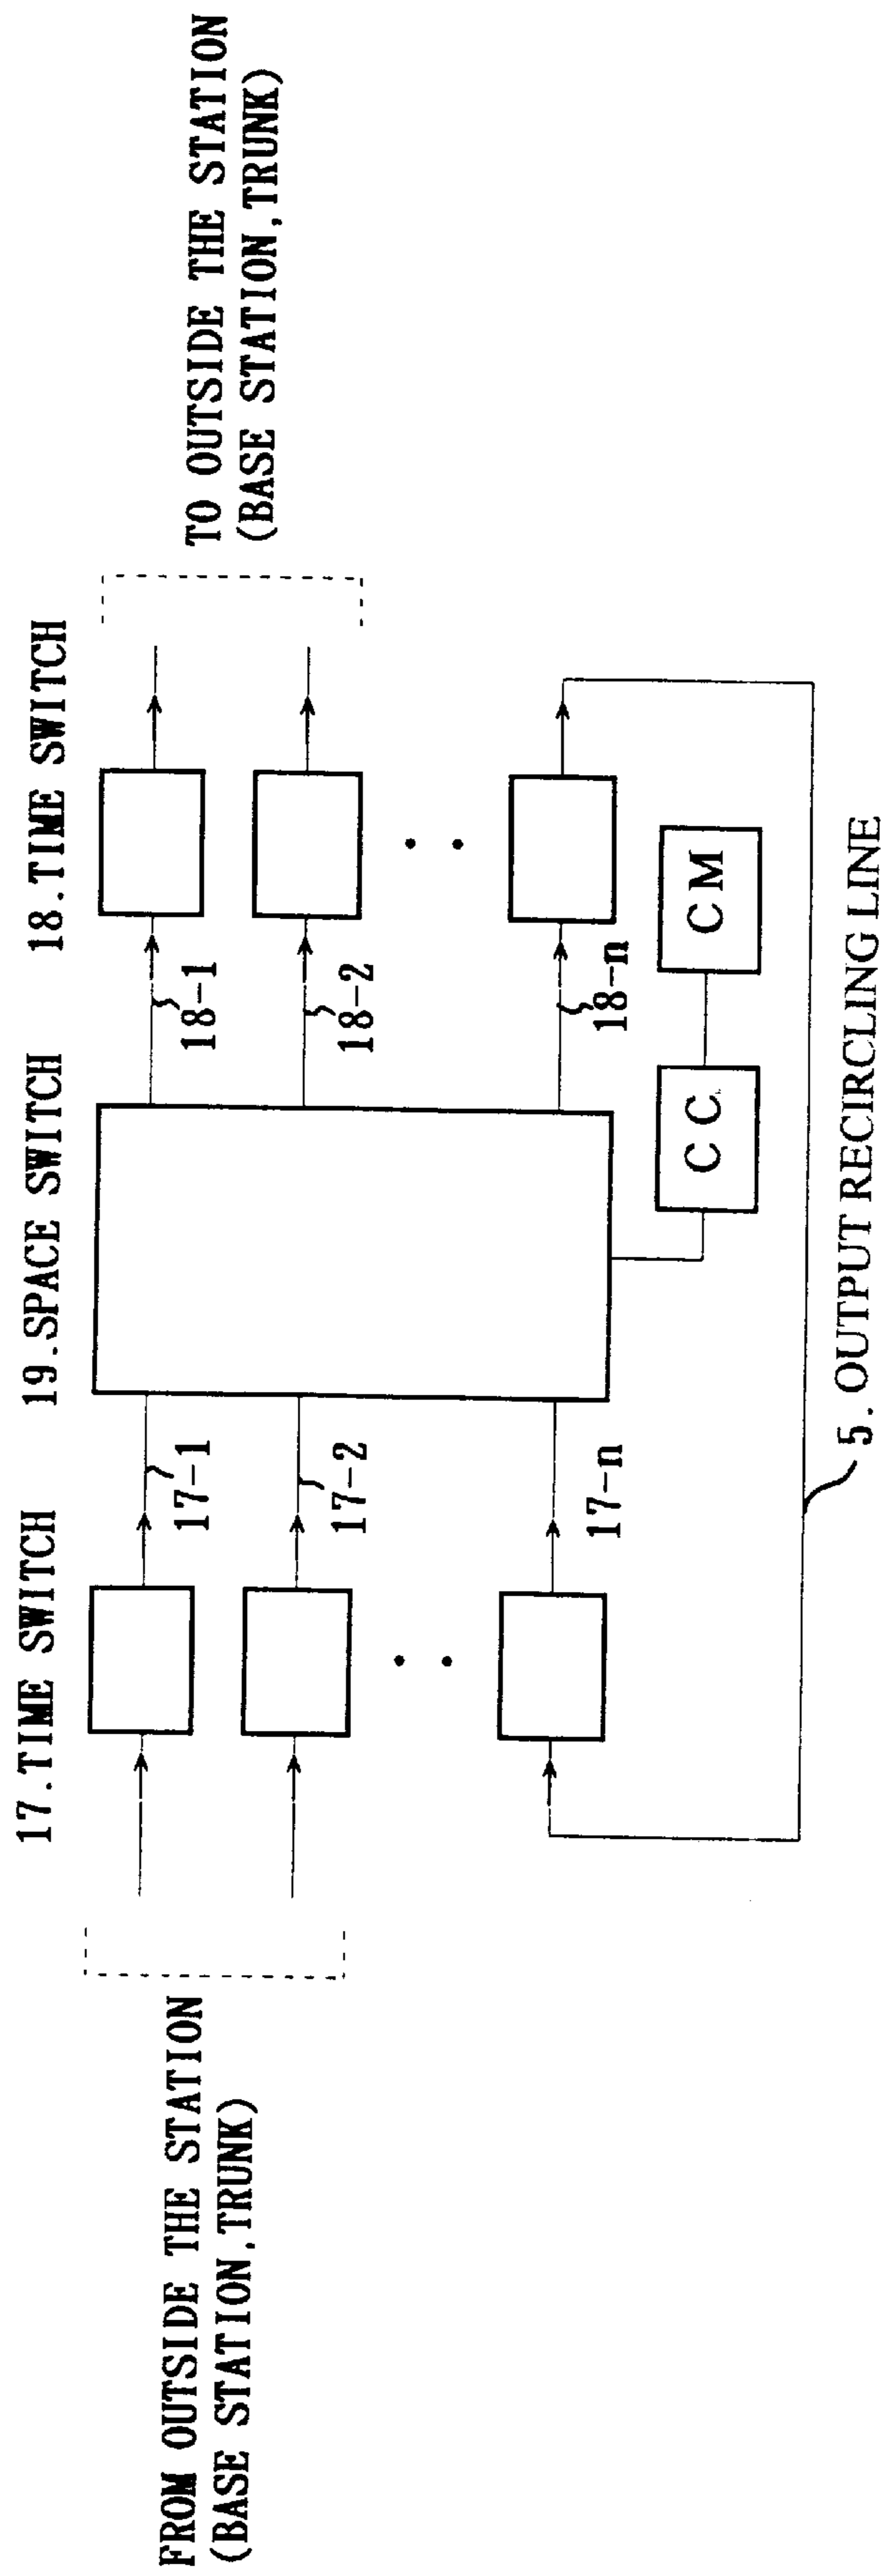 17.TIME SWITCH
19.SPACE SWITCH
18.TIME SWITCH
FROM OUTSIDE THE STATION
(BASE STATION,TRUNK)
TO OUTSIDE THE STATION
(BASE STATION,TRUNK)
17-1
17-2
17-n
18-1
18-2
18-n
CC
CM
5. OUTPUT RECIRCLING LINE